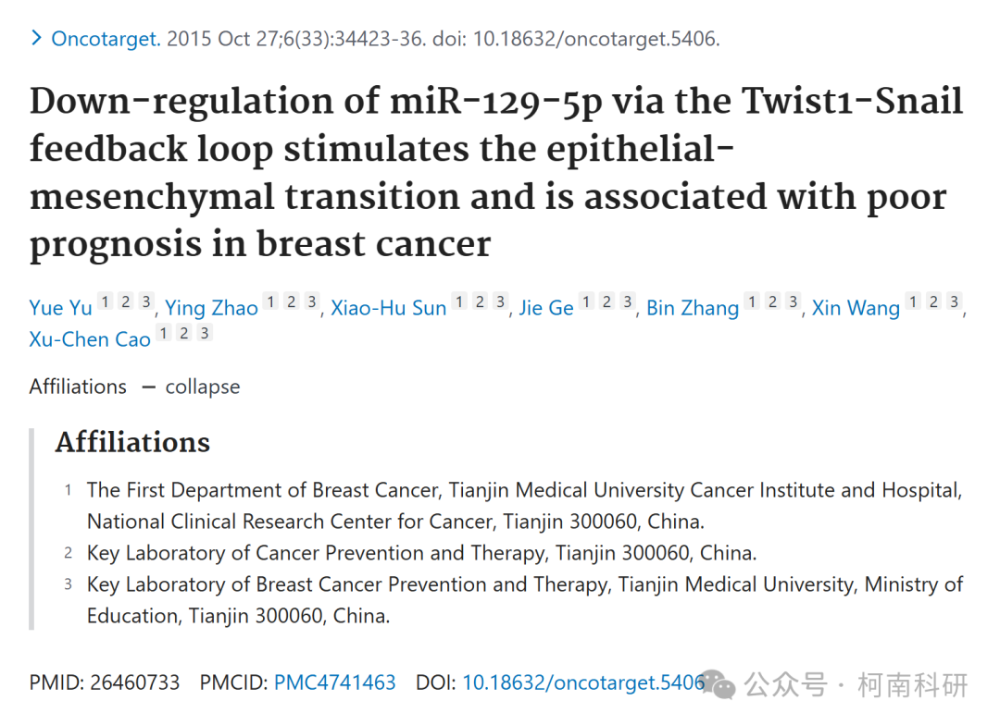 > Oncotarget. 2015 Oct 27;6(33):34423-36. doi: 10.18632/oncotarget.5406.
Down-regulation of miR-129-5p via the Twist1-Snail
feedback loop stimulates the epithelial-
mesenchymal transition and is associated with poor
prognosis in breast cancer
Yue Yu 1 2 3, Ying Zhao 1 2 3, Xiao-Hu Sun 1 2 3, Jie Ge 1 2 3, Bin Zhang 1 2 3, Xin Wang 1 2 3,
Xu-Chen Cao 1 2 3
Affiliations — collapse
Affiliations
1 The First Department of Breast Cancer, Tianjin Medical University Cancer Institute and Hospital,
National Clinical Research Center for Cancer, Tianjin 300060, China.
2 Key Laboratory of Cancer Prevention and Therapy, Tianjin 300060, China.
3 Key Laboratory of Breast Cancer Prevention and Therapy, Tianjin Medical University, Ministry of
Education, Tianjin 300060, China.
PMID: 26460733 PMCID: PMC4741463 DOI: 10.18632/oncotarget.5406
公众号 · 柯南科研